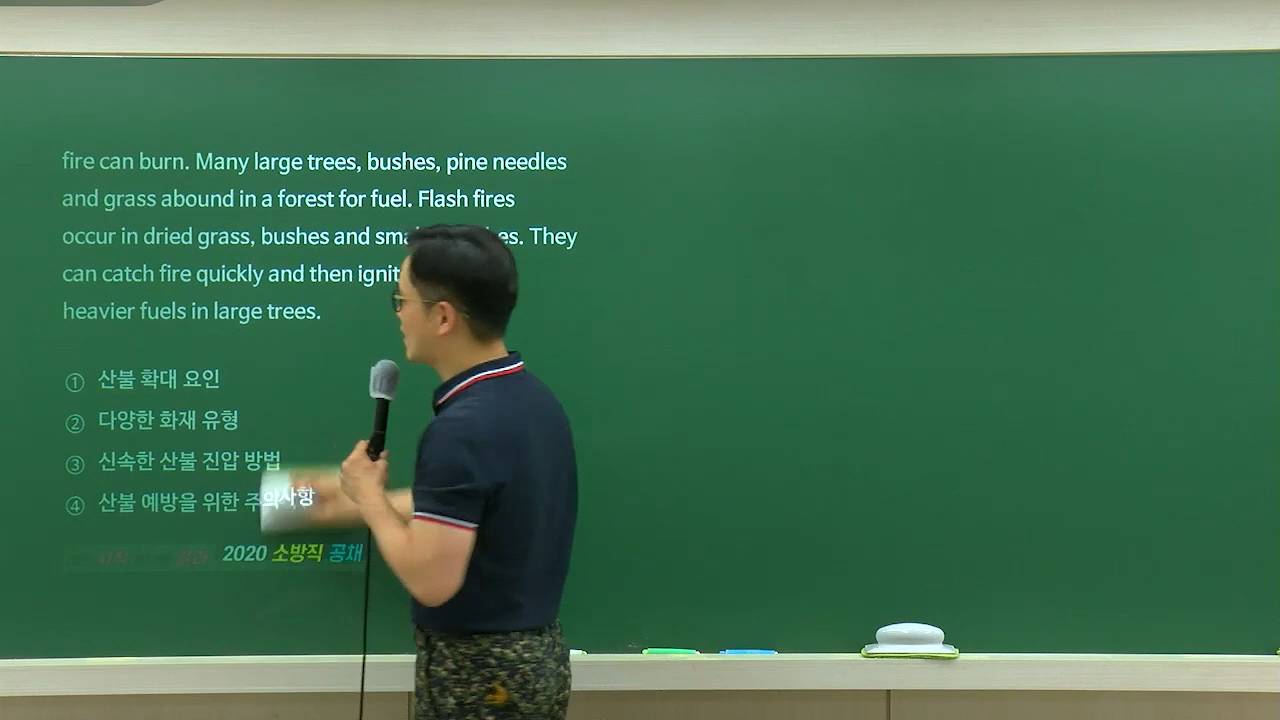 fire can burn. Many large trees, bushes, pine needles
and grass abound in a forest for fuel. Flash fires
occur in dried grass, bushes and They
can catch fire quickly and then
heavier fuels in large trees.
① 산불 확대 요인
② 다양한 화재 유형
③ 신속한 산불 진압 방법
④ 산불 예방을 위한 주의사항
2020 소방직 공채